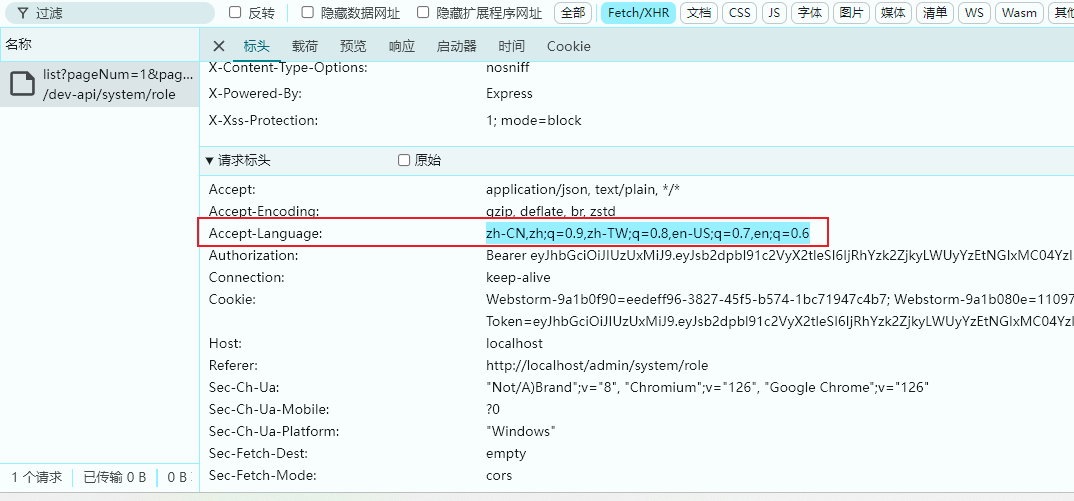 过滤 反转 隐藏数据网址 隐藏扩展程序网址 全部 Fetch/XHR 文档 CSS JS 字体 图片 媒体 清单 WS Wasm
名称
标头 载荷 预览 响应 启动器 时间 Cookie
list?pageNum=1&pag...
/dev-api/system/role
X-Content-Type-Options: nosniff
X-Powered-By: Express
X-Xss-Protection: 1; mode=block
请求标头 原始
Accept: application/json, text/plain, */*
Accept-Encoding: gzip, deflate, br, zstd
Accept-Language: zh-CN,zh;q=0.9,zh-TW;q=0.8,en-US;q=0.7,en;q=0.6
Authorization: Bearer eyJhbGciOiJIUzUxMiJ9.eyJsb2dpbl91c2VyX2tleSI6IjRhYzk2ZjkyLWUyYzEtNGIxMC04YzI
Connection: keep-alive
Cookie: Webstorm-9a1b0f90=eedeff96-3827-45f5-b574-1bc71947c4b7; Webstorm-9a1b080e=11097
Token=eyJhbGciOiJIUzUxMiJ9.eyJsb2dpbl91c2VyX2tleSI6IjRhYzk2ZjkyLWUyYzEtNGIxMC04YzI
Host: localhost
Referer: http://localhost/admin/system/role
Sec-Ch-Ua: "Not/A)Brand";v="8", "Chromium";v="126", "Google Chrome";v="126"
Sec-Ch-Ua-Mobile: ?0
Sec-Ch-Ua-Platform: "Windows"
Sec-Fetch-Dest: empty
Sec-Fetch-Mode: cors
1 个请求 已传输 0 B 0 B